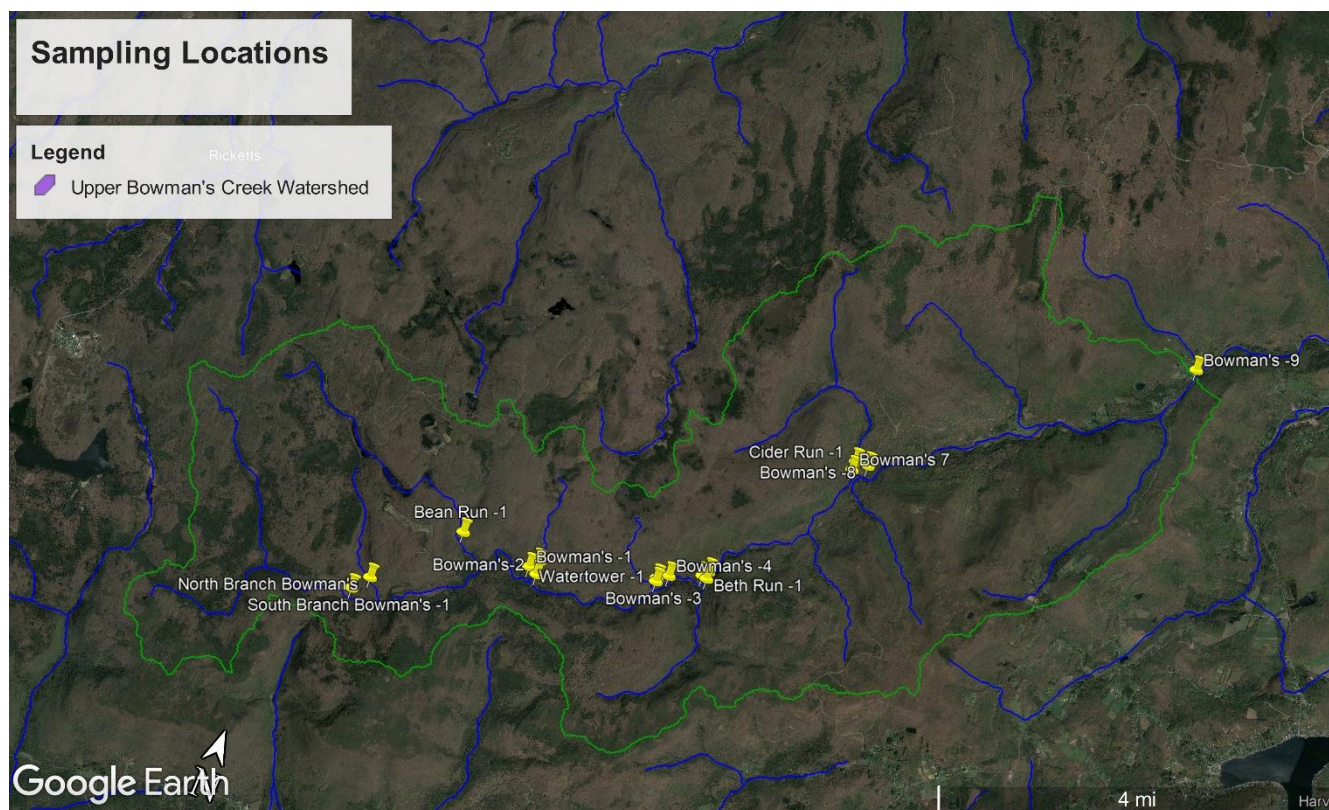 Sampling Locations
Legend
Ricketts
Upper Bowman's Creek Watershed
Bowman's -9
Cider Run -1
Bowman's 7
Bowman's -8
Bean Run -1
Bowman's -1
Bowman's-2
Watertower -1
Bowman's -4
North Branch Bowman's
Beth Run -1
Bowman's -3
South Branch Bowman's -1
Google Earth
N
4 mi
Harv